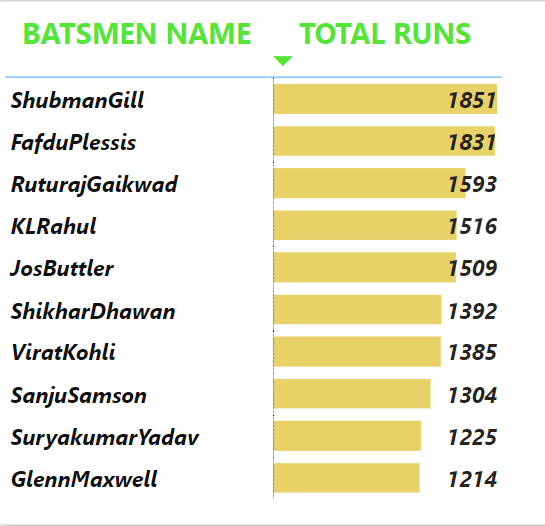 BATSMEN NAME TOTAL RUNS
ShubmanGill 1851
FafduPlessis 1831
RuturajGaikwad 1593
KLRahul 1516
JosButtler 1509
ShikharDhawan 1392
ViratKohli 1385
SanjuSamson 1304
SuryakumarYadav 1225
GlennMaxwell 1214